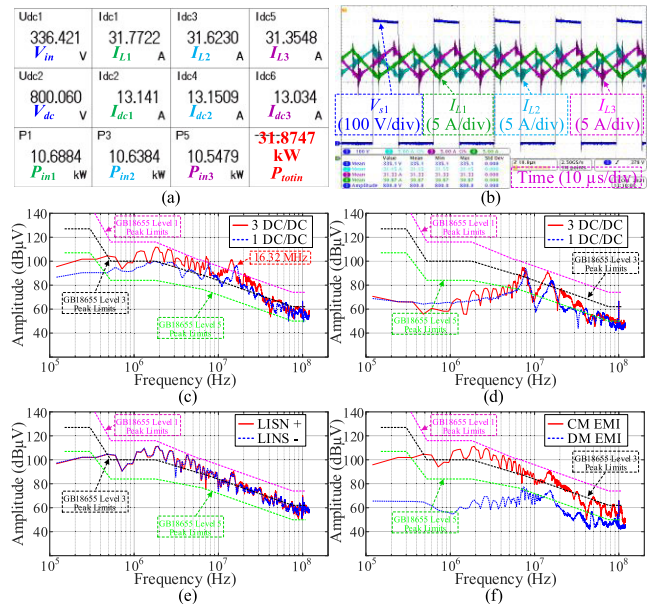 Udc1 Idc1 Idc3 Idc5
336.421 31.7722 31.6230 31.3548
Vin V IL1 A IL2 A IL3 A
Udc2 Idc2 Idc4 Idc6
800.060 13.141 13.1509 13.034
Vdc V Idc1 A Idc2 A Idc3 A
P1 P3 P5
10.6884 10.6384 10.5479 31.8747
kW
Pin1 kW Pin2 kW Pin3 kW Ptotin
(a)
Vs1 IL1 IL2 IL3
(100 V/div) (5 A/div) (5 A/div) (5 A/div)
Time (10 µs/div)
(b)
Amplitude (dBµV)
140
120
100
80
60
40
GB18655 Level 1
Peak Limits
3 DC/DC
1 DC/DC
16.32 MHz
GB18655 Level 3
Peak Limits
GB18655 Level 5
Peak Limits
10^5 10^6 10^7 10^8
Frequency (Hz)
(c)
Amplitude (dBµV)
140
120
100
80
60
40
GB18655 Level 1
Peak Limits
3 DC/DC
1 DC/DC
GB18655 Level 3
Peak Limits
GB18655 Level 5
Peak Limits
10^5 10^6 10^7 10^8
Frequency (Hz)
(d)
Amplitude (dBµV)
140
120
100
80
60
40
GB18655 Level 1
Peak Limits
LISN +
LINS -
GB18655 Level 3
Peak Limits
GB18655 Level 5
Peak Limits
10^5 10^6 10^7 10^8
Frequency (Hz)
(e)
Amplitude (dBµV)
140
120
100
80
60
40
GB18655 Level 1
Peak Limits
CM EMI
DM EMI
GB18655 Level 3
Peak Limits
GB18655 Level 5
Peak Limits
10^5 10^6 10^7 10^8
Frequency (Hz)
(f)